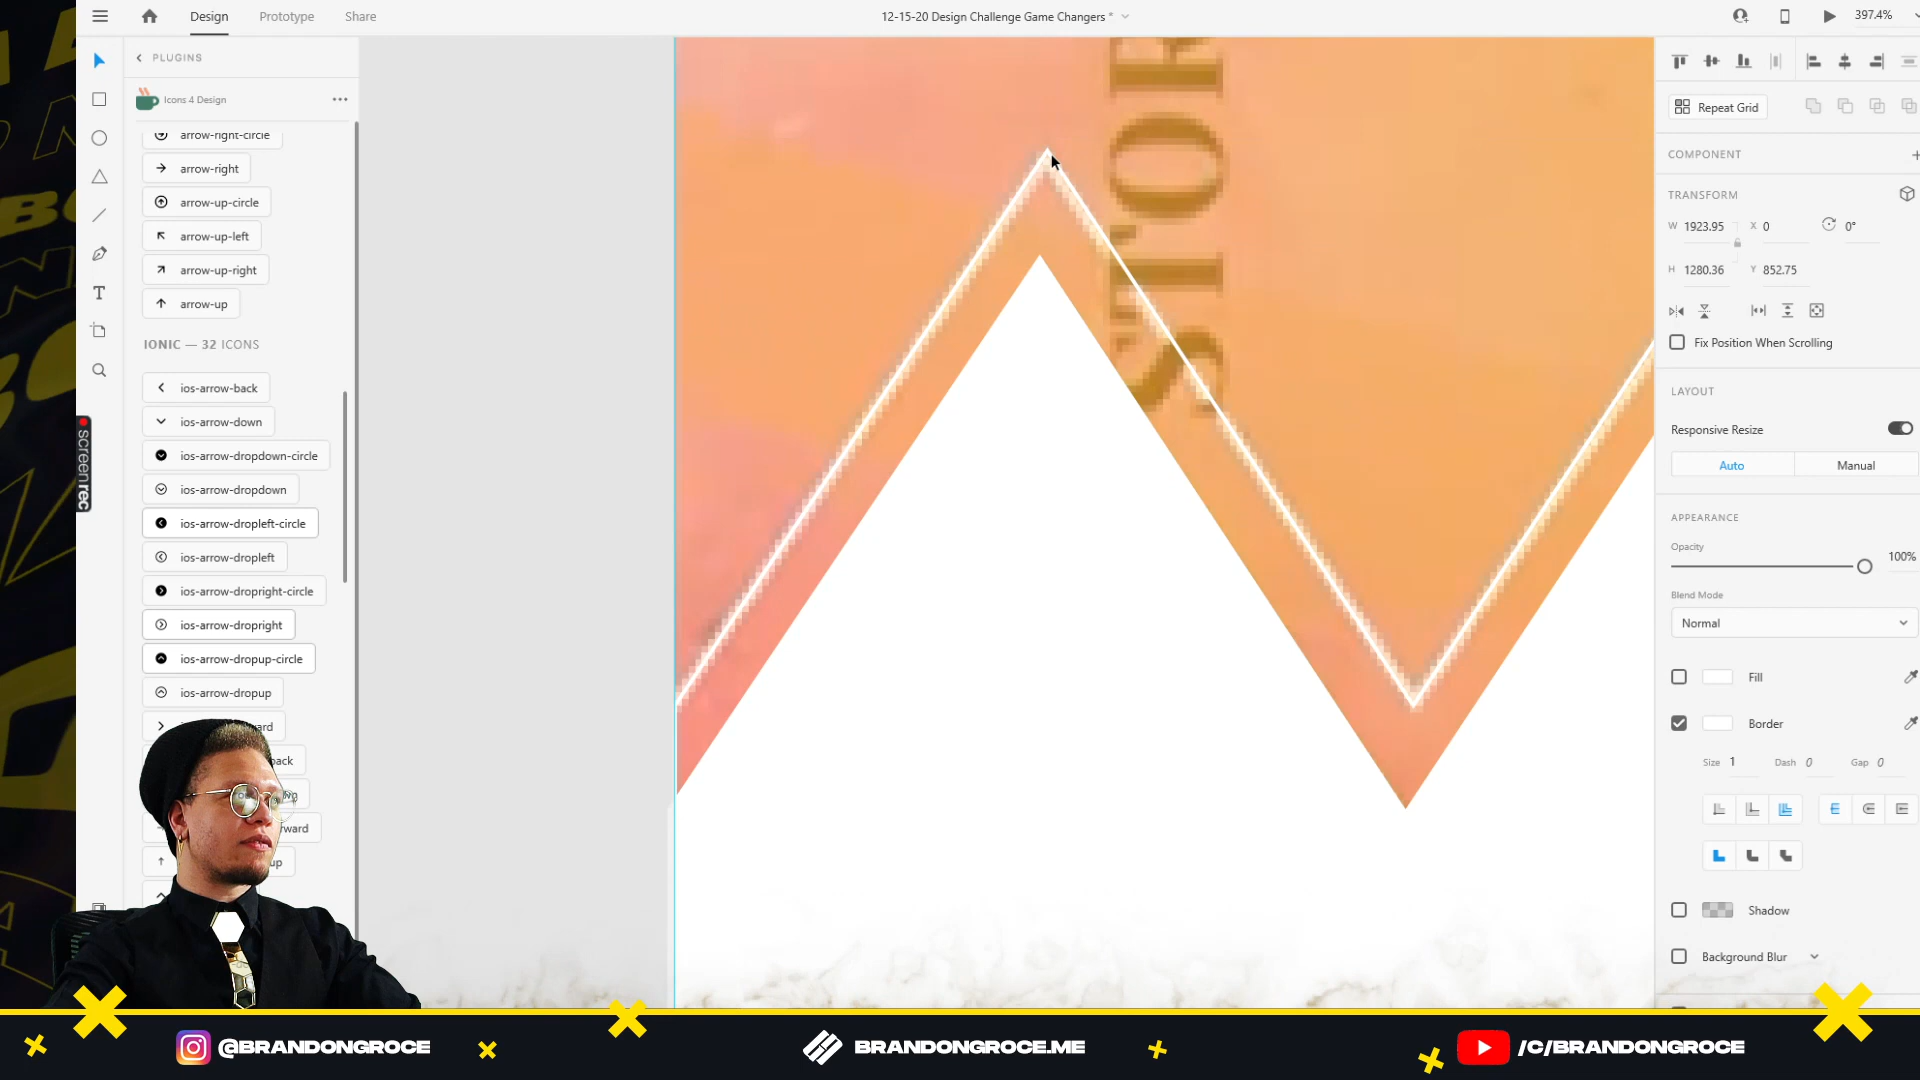 Design
Prototype
Share
12-15-20 Design Challenge Game Changers *
397.4%
PLUGINS
Icons 4 Design
arrow-right-circle
arrow-right
arrow-up-circle
arrow-up-left
arrow-up-right
arrow-up
IONIC — 32 ICONS
ios-arrow-back
ios-arrow-down
ios-arrow-dropdown-circle
ios-arrow-dropdown
ios-arrow-dropleft-circle
ios-arrow-dropleft
ios-arrow-dropright-circle
ios-arrow-dropright
ios-arrow-dropup-circle
ios-arrow-dropup
screenrec
Repeat Grid
COMPONENT
TRANSFORM
W 1923.95 X 0 0°
H 1280.36 Y 852.75
Fix Position When Scrolling
LAYOUT
Responsive Resize
Auto Manual
APPEARANCE
Opacity
100%
Blend Mode
Normal
Fill
Border
Size 1 Dash 0 Gap 0
Shadow
Background Blur
@BRANDONGROCE
BRANDONGROCE.ME
/C/BRANDONGROCE